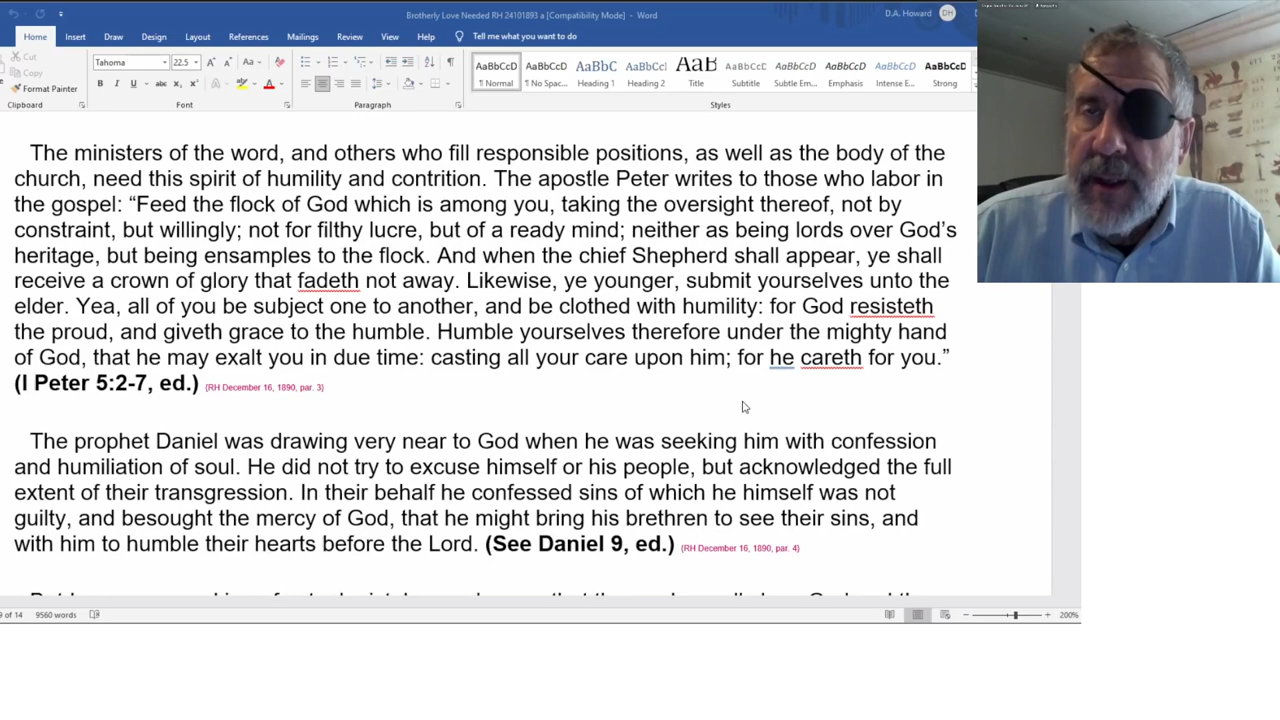 Brotherly Love Needed RH 24101893 a [Compatibility Mode] - Word
D.A. Howard DH
Home Insert Draw Design Layout References Mailings Review View Help Tell me what you want to do
Cut
Copy
Format Painter
Tahoma 22.5
AaBbCcD AaBbCcD AaBbCc AaBbCcl AaB AaBbCcD AaBbCcD AaBbCcD AaBbCcD AaBbCcD
¶ Normal ¶ No Spac... Heading 1 Heading 2 Title Subtitle Subtle Em... Emphasis Intense E... Strong
Clipboard Font Paragraph Styles
The ministers of the word, and others who fill responsible positions, as well as the body of the
church, need this spirit of humility and contrition. The apostle Peter writes to those who labor in
the gospel: “Feed the flock of God which is among you, taking the oversight thereof, not by
constraint, but willingly; not for filthy lucre, but of a ready mind; neither as being lords over God’s
heritage, but being ensamples to the flock. And when the chief Shepherd shall appear, ye shall
receive a crown of glory that fadeth not away. Likewise, ye younger, submit yourselves unto the
elder. Yea, all of you be subject one to another, and be clothed with humility: for God resisteth
the proud, and giveth grace to the humble. Humble yourselves therefore under the mighty hand
of God, that he may exalt you in due time: casting all your care upon him; for he careth for you.”
(I Peter 5:2-7, ed.) (RH December 16, 1890, par. 3)
The prophet Daniel was drawing very near to God when he was seeking him with confession
and humiliation of soul. He did not try to excuse himself or his people, but acknowledged the full
extent of their transgression. In their behalf he confessed sins of which he himself was not
guilty, and besought the mercy of God, that he might bring his brethren to see their sins, and
with him to humble their hearts before the Lord. (See Daniel 9, ed.) (RH December 16, 1890, par. 4)
9 of 14 9560 words 200%